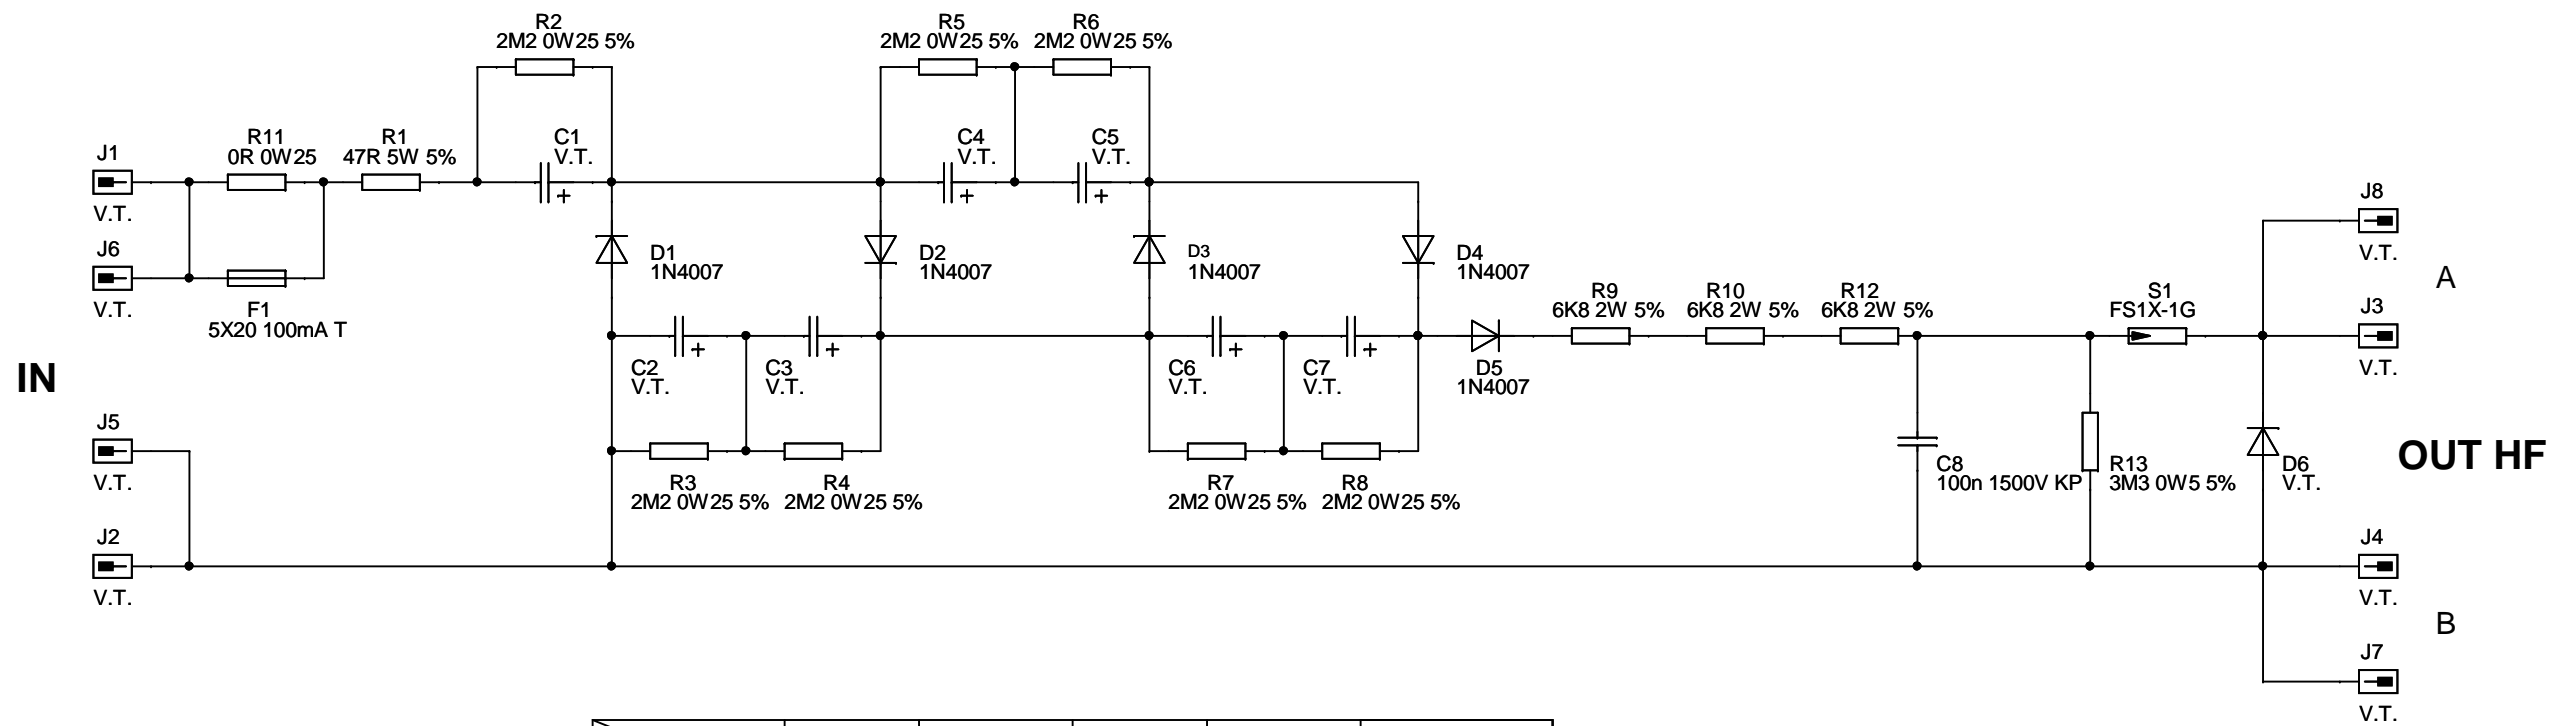 R2
2M2 0W25 5%
R5
2M2 0W25 5%
R6
2M2 0W25 5%
J1
V.T.
R11
0R 0W25
R1
47R 5W 5%
C1
V.T.
+
C4
V.T.
+
C5
V.T.
+
J6
V.T.
F1
5X20 100mA T
D1
1N4007
D2
1N4007
D3
1N4007
D4
1N4007
J8
V.T.
A
IN
C2
V.T.
+
C3
V.T.
+
C6
V.T.
+
C7
V.T.
+
D5
1N4007
R9
6K8 2W 5%
R10
6K8 2W 5%
R12
6K8 2W 5%
S1
FS1X-1G
J3
V.T.
J5
V.T.
R3
2M2 0W25 5%
R4
2M2 0W25 5%
R7
2M2 0W25 5%
R8
2M2 0W25 5%
C8
100n 1500V KP
R13
3M3 0W5 5%
D6
V.T.
OUT HF
J2
V.T.
J4
V.T.
B
J7
V.T.